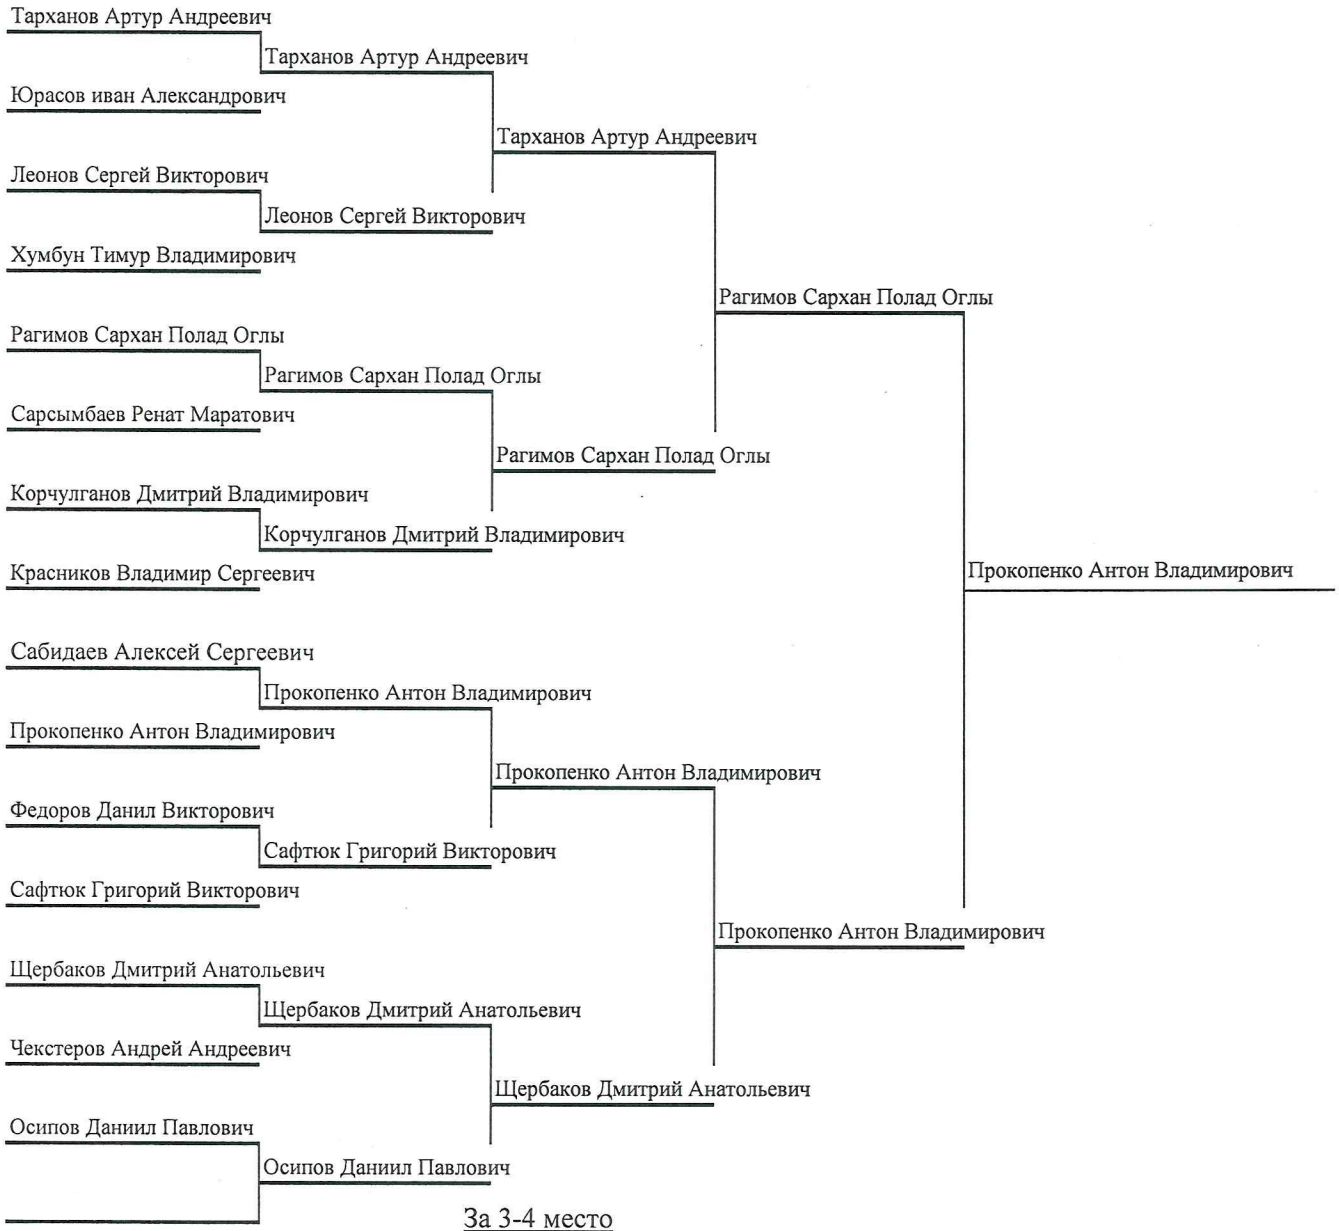 Тарханов Артур Андреевич
Тарханов Артур Андреевич
Юрасов иван Александрович
Тарханов Артур Андреевич
Леонов Сергей Викторович
Леонов Сергей Викторович
Хумбун Тимур Владимирович
Рагимов Сархан Полад Оглы
Рагимов Сархан Полад Оглы
Рагимов Сархан Полад Оглы
Сарсымбаев Ренат Маратович
Рагимов Сархан Полад Оглы
Корчулганов Дмитрий Владимирович
Корчулганов Дмитрий Владимирович
Красников Владимир Сергеевич
Прокопенко Антон Владимирович
Сабидаев Алексей Сергеевич
Прокопенко Антон Владимирович
Прокопенко Антон Владимирович
Прокопенко Антон Владимирович
Федоров Данил Викторович
Сафтюк Григорий Викторович
Сафтюк Григорий Викторович
Прокопенко Антон Владимирович
Щербаков Дмитрий Анатольевич
Щербаков Дмитрий Анатольевич
Чекстеров Андрей Андреевич
Щербаков Дмитрий Анатольевич
Осипов Даниил Павлович
Осипов Даниил Павлович
За 3-4 место